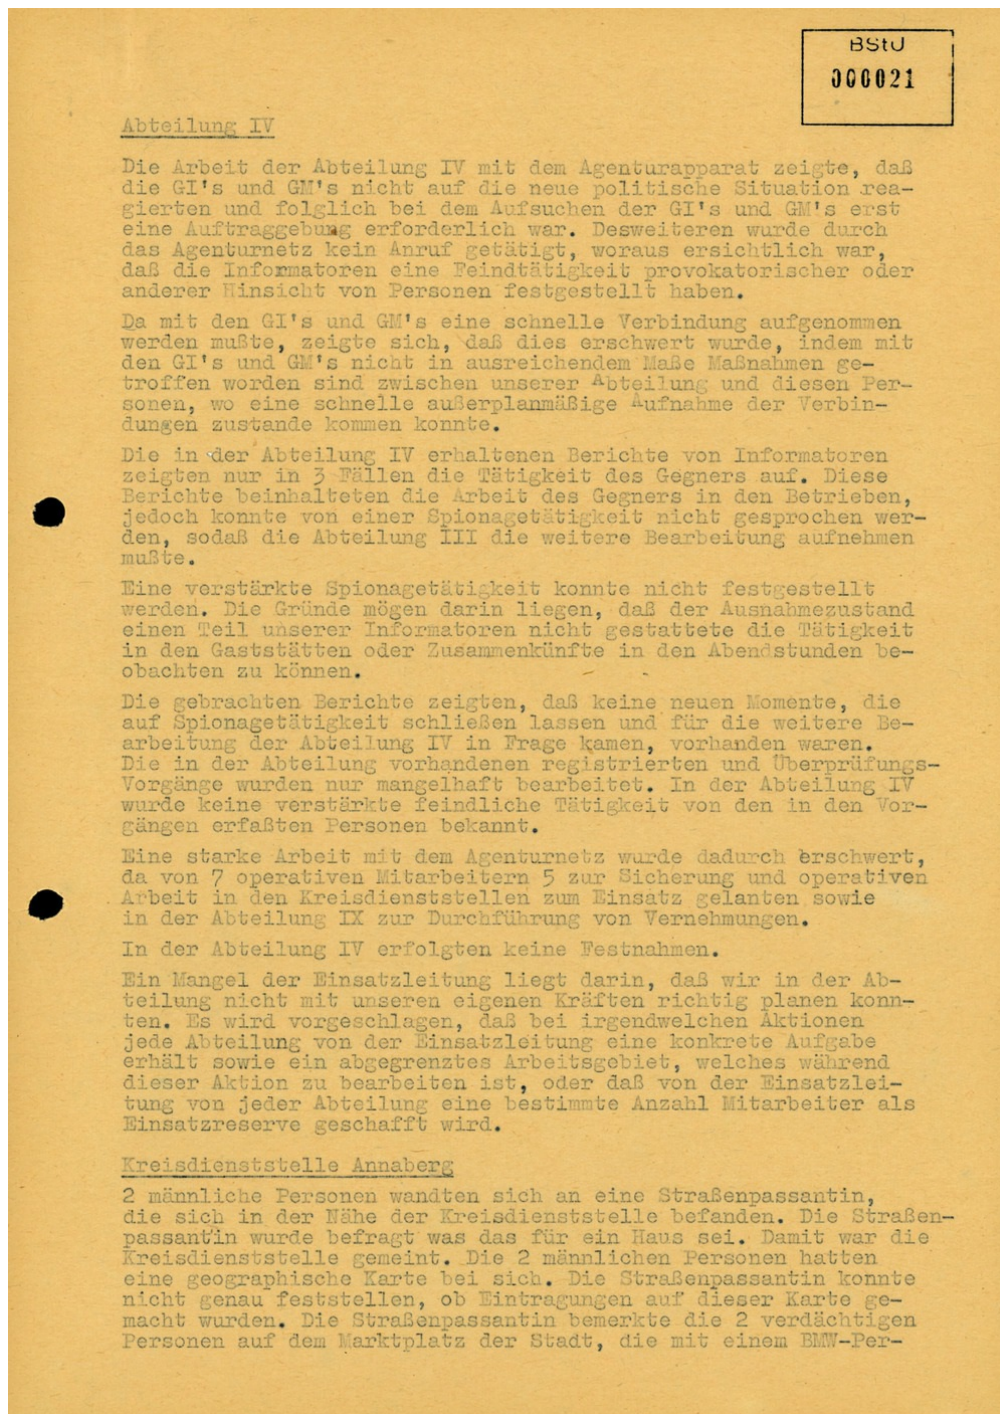 BStU
000021
Abteilung IV
Die Arbeit der Abteilung IV mit dem Agenturapparat zeigte, daß
die GI's und GM's nicht auf die neue politische Situation rea-
gierten und folglich bei dem Aufsuchen der GI's und GM's erst
eine Auftraggebung erforderlich war. Desweiteren wurde durch
das Agenturnetz kein Anruf getätigt, woraus ersichtlich war,
daß die Informatoren eine Feindtätigkeit provokatorischer oder
anderer Hinsicht von Personen festgestellt haben.
Da mit den GI's und GM's eine schnelle Verbindung aufgenommen
werden mußte, zeigte sich, daß dies erschwert wurde, indem mit
den GI's und GM's nicht in ausreichendem Maße Maßnahmen ge-
troffen worden sind zwischen unserer Abteilung und diesen Per-
sonen, wo eine schnelle außerplanmäßige Aufnahme der Verbin-
dungen zustande kommen konnte.
Die in der Abteilung IV erhaltenen Berichte von Informatoren
zeigten nur in 3 Fällen die Tätigkeit des Gegners auf. Diese
Berichte beinhalteten die Arbeit des Gegners in den Betrieben,
jedoch konnte von einer Spionagetätigkeit nicht gesprochen wer-
den, sodaß die Abteilung III die weitere Bearbeitung aufnehmen
mußte.
Eine verstärkte Spionagetätigkeit konnte nicht festgestellt
werden. Die Gründe mögen darin liegen, daß der Ausnahmezustand
einen Teil unserer Informatoren nicht gestattete die Tätigkeit
in den Gaststätten oder Zusammenkünfte in den Abendstunden be-
obachten zu können.
Die gebrachten Berichte zeigten, daß keine neuen Momente, die
auf Spionagetätigkeit schließen lassen und für die weitere Be-
arbeitung der Abteilung IV in Frage kamen, vorhanden waren.
Die in der Abteilung vorhandenen registrierten und Überprüfungs-
Vorgänge wurden nur mangelhaft bearbeitet. In der Abteilung IV
wurde keine verstärkte feindliche Tätigkeit von den in den Vor-
gängen erfaßten Personen bekannt.
Eine starke Arbeit mit dem Agenturnetz wurde dadurch erschwert,
da von 7 operativen Mitarbeitern 5 zur Sicherung und operativen
Arbeit in den Kreisdienststellen zum Einsatz gelanten sowie
in der Abteilung IX zur Durchführung von Vernehmungen.
In der Abteilung IV erfolgten keine Festnahmen.
Ein Mangel der Einsatzleitung liegt darin, daß wir in der Ab-
teilung nicht mit unseren eigenen Kräften richtig planen konn-
ten. Es wird vorgeschlagen, daß bei irgendwelchen Aktionen
jede Abteilung von der Einsatzleitung eine konkrete Aufgabe
erhält sowie ein abgegrenztes Arbeitsgebiet, welches während
dieser Aktion zu bearbeiten ist, oder daß von der Einsatzlei-
tung von jeder Abteilung eine bestimmte Anzahl Mitarbeiter als
Einsatzreserve geschafft wird.
Kreisdienststelle Annaberg
2 männliche Personen wandten sich an eine Straßenpassantin,
die sich in der Nähe der Kreisdienststelle befanden. Die Straßen-
passantin wurde befragt was das für ein Haus sei. Damit war die
Kreisdienststelle gemeint. Die 2 männlichen Personen hatten
eine geographische Karte bei sich. Die Straßenpassantin konnte
nicht genau feststellen, ob Eintragungen auf dieser Karte ge-
macht wurden. Die Straßenpassantin bemerkte die 2 verdächtigen
Personen auf dem Marktplatz der Stadt, die mit einem BMW-Per-